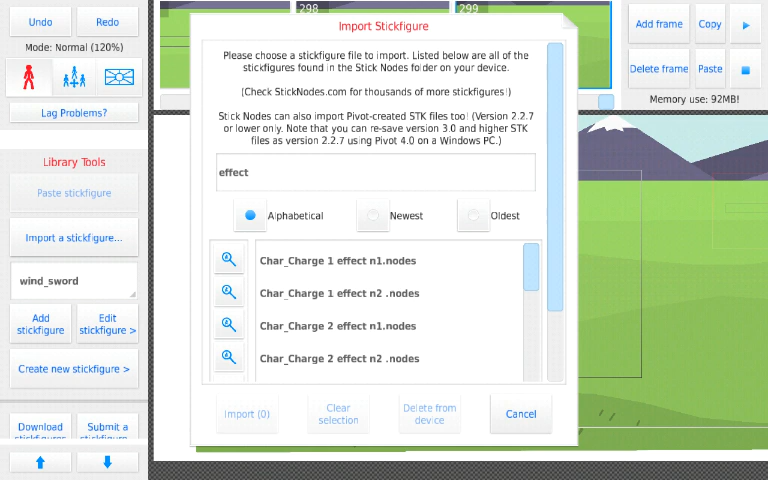 Undo
Redo
Mode: Normal (120%)
Lag Problems?
Library Tools
Paste stickfigure
Import a stickfigure...
wind_sword
Add stickfigure
Edit stickfigure >
Create new stickfigure >
Download stickfigures
Submit a stickfigure
298
299
Import Stickfigure
Please choose a stickfigure file to import. Listed below are all of the
stickfigures found in the Stick Nodes folder on your device.
(Check StickNodes.com for thousands of more stickfigures!)
Stick Nodes can also import Pivot-created STK files too! (Version 2.2.7
or lower only. Note that you can re-save version 3.0 and higher STK
files as version 2.2.7 using Pivot 4.0 on a Windows PC.)
effect
Alphabetical
Newest
Oldest
Char_Charge 1 effect n1.nodes
Char_Charge 1 effect n2 .nodes
Char_Charge 2 effect n1.nodes
Char_Charge 2 effect n2 .nodes
Import (0)
Clear selection
Delete from device
Cancel
Add frame
Copy
Delete frame
Paste
Memory use: 92MB!